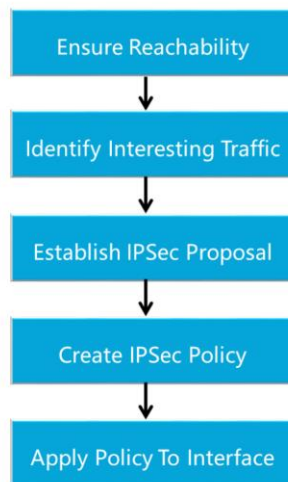 Ensure Reachability
Identify Interesting Traffic
Establish IPSec Proposal
Create IPSec Policy
Apply Policy To Interface